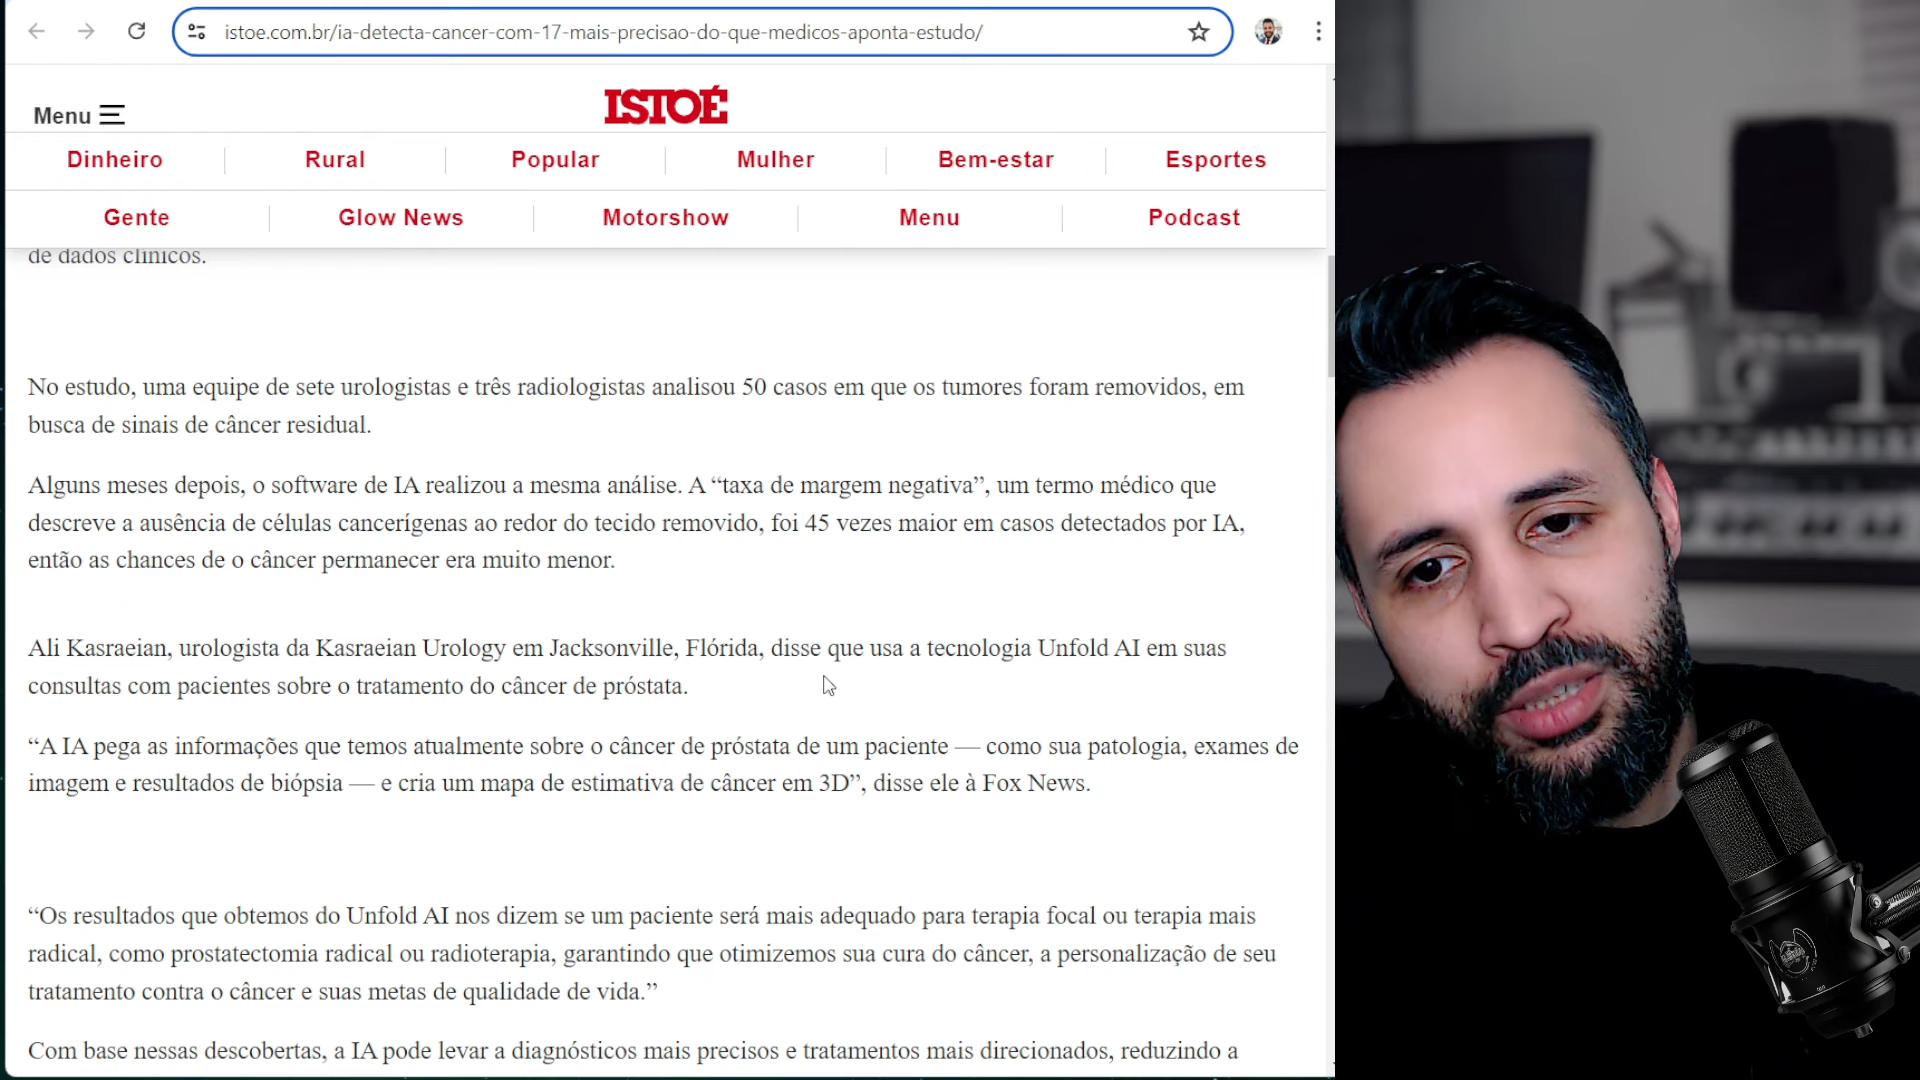 istoe.com.br/ia-detecta-cancer-com-17-mais-precisao-do-que-medicos-aponta-estudo/
Menu
ISTOÉ
Dinheiro Rural Popular Mulher Bem-estar Esportes
Gente Glow News Motorshow Menu Podcast
de dados clínicos.
No estudo, uma equipe de sete urologistas e três radiologistas analisou 50 casos em que os tumores foram removidos, em
busca de sinais de câncer residual.
Alguns meses depois, o software de IA realizou a mesma análise. A “taxa de margem negativa”, um termo médico que
descreve a ausência de células cancerígenas ao redor do tecido removido, foi 45 vezes maior em casos detectados por IA,
então as chances de o câncer permanecer era muito menor.
Ali Kasraeian, urologista da Kasraeian Urology em Jacksonville, Flórida, disse que usa a tecnologia Unfold AI em suas
consultas com pacientes sobre o tratamento do câncer de próstata.
“A IA pega as informações que temos atualmente sobre o câncer de próstata de um paciente — como sua patologia, exames de
imagem e resultados de biópsia — e cria um mapa de estimativa de câncer em 3D”, disse ele à Fox News.
“Os resultados que obtemos do Unfold AI nos dizem se um paciente será mais adequado para terapia focal ou terapia mais
radical, como prostatectomia radical ou radioterapia, garantindo que otimizemos sua cura do câncer, a personalização de seu
tratamento contra o câncer e suas metas de qualidade de vida.”
Com base nessas descobertas, a IA pode levar a diagnósticos mais precisos e tratamentos mais direcionados, reduzindo a